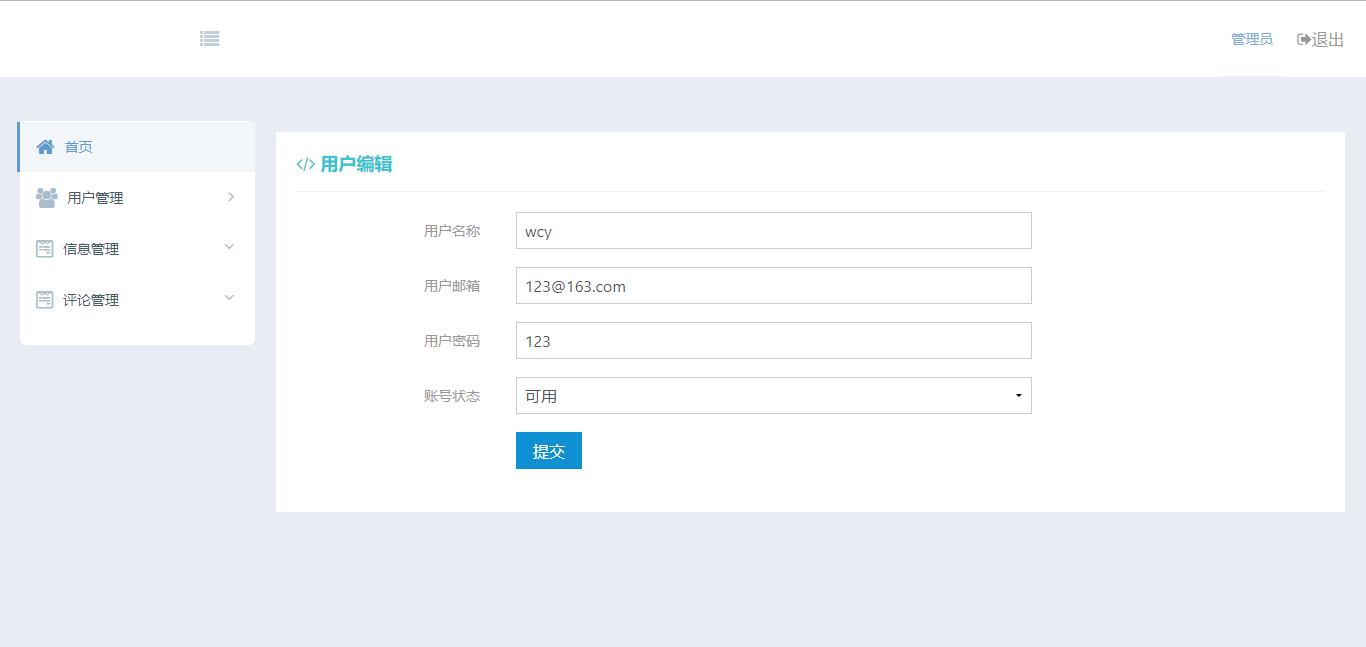 管理员
退出
首页
用户管理
信息管理
评论管理
</> 用户编辑
用户名称 wcy
用户邮箱 123@163.com
用户密码 123
账号状态 可用
提交